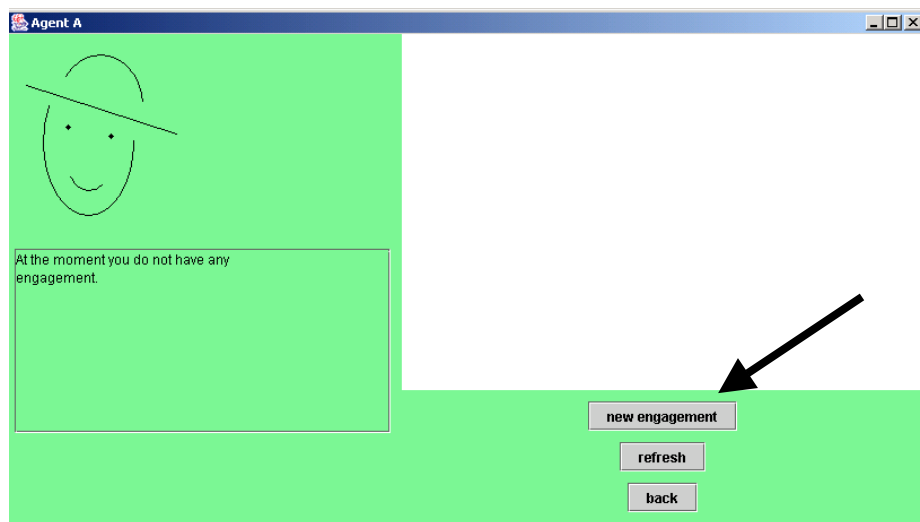 Agent A
At the moment you do not have any
engagement.
new engagement
refresh
back